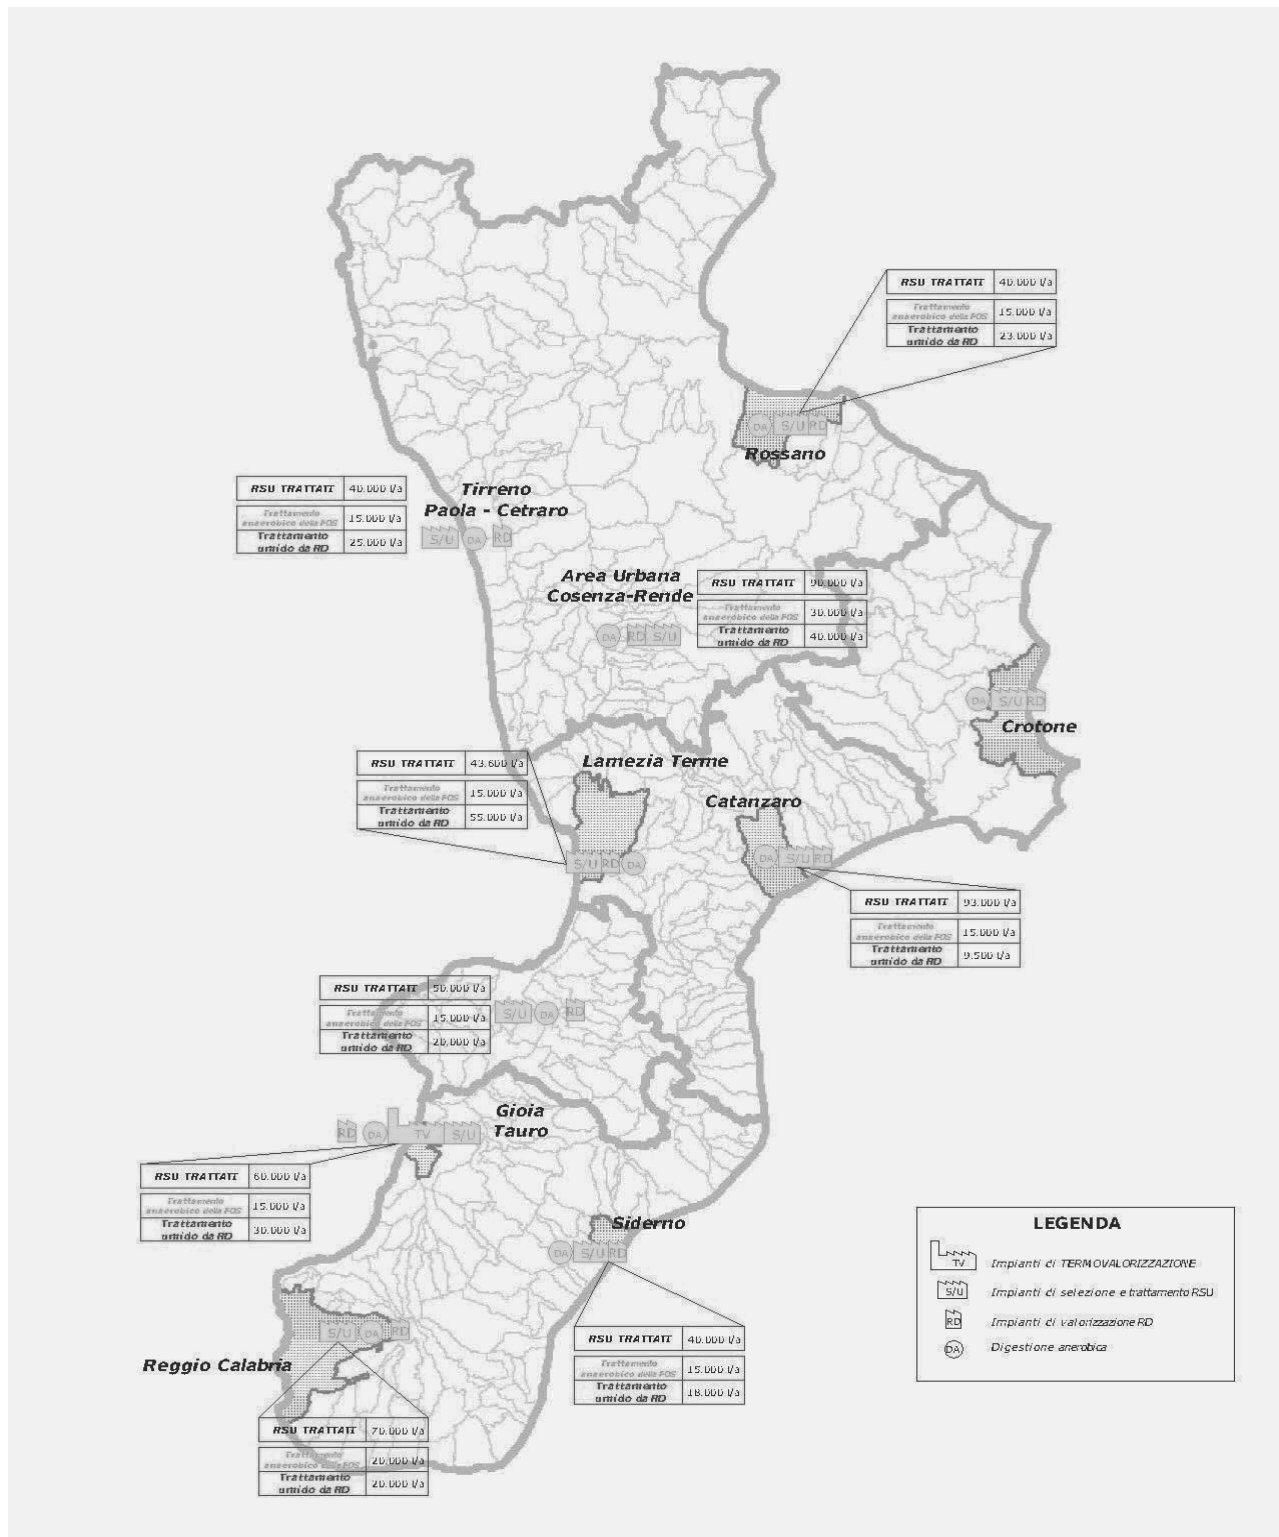 RSU TRATTATI 40.000 t/a
Trattamento 15.000 t/a
anaerobico della FOS
Trattamento 23.000 t/a
umido da RD
DA S/U RD
Rossano
RSU TRATTATI 40.000 t/a
Trattamento 15.000 t/a
anaerobico della FOS
Trattamento 25.000 t/a
umido da RD
Tirreno
Paola - Cetraro
S/U DA RD
Area Urbana
Cosenza-Rende
RSU TRATTATI 90.000 t/a
Trattamento 30.000 t/a
anaerobico della FOS
Trattamento 40.000 t/a
umido da RD
DA RD S/U
DA S/U RD
Crotone
RSU TRATTATI 43.600 t/a
Trattamento 15.000 t/a
anaerobico della FOS
Trattamento 55.000 t/a
umido da RD
Lamezia Terme
S/U RD DA
Catanzaro
DA S/U RD
RSU TRATTATI 93.000 t/a
Trattamento 15.000 t/a
anaerobico della FOS
Trattamento 9.500 t/a
umido da RD
RSU TRATTATI 50.000 t/a
Trattamento 15.000 t/a
anaerobico della FOS
Trattamento 20.000 t/a
umido da RD
S/U DA RD
Gioia
Tauro
RD DA TV S/U
RSU TRATTATI 60.000 t/a
Trattamento 15.000 t/a
anaerobico della FOS
Trattamento 30.000 t/a
umido da RD
Siderno
DA S/U RD
RSU TRATTATI 40.000 t/a
Trattamento 15.000 t/a
anaerobico della FOS
Trattamento 18.000 t/a
umido da RD
S/U DA RD
Reggio Calabria
RSU TRATTATI 70.000 t/a
Trattamento 20.000 t/a
anaerobico della FOS
Trattamento 20.000 t/a
umido da RD
LEGENDA
TV Impianti di TERMOVALORIZZAZIONE
S/U Impianti di selezione e trattamento RSU
RD Impianti di valorizzazione RD
DA Digestione anerobica